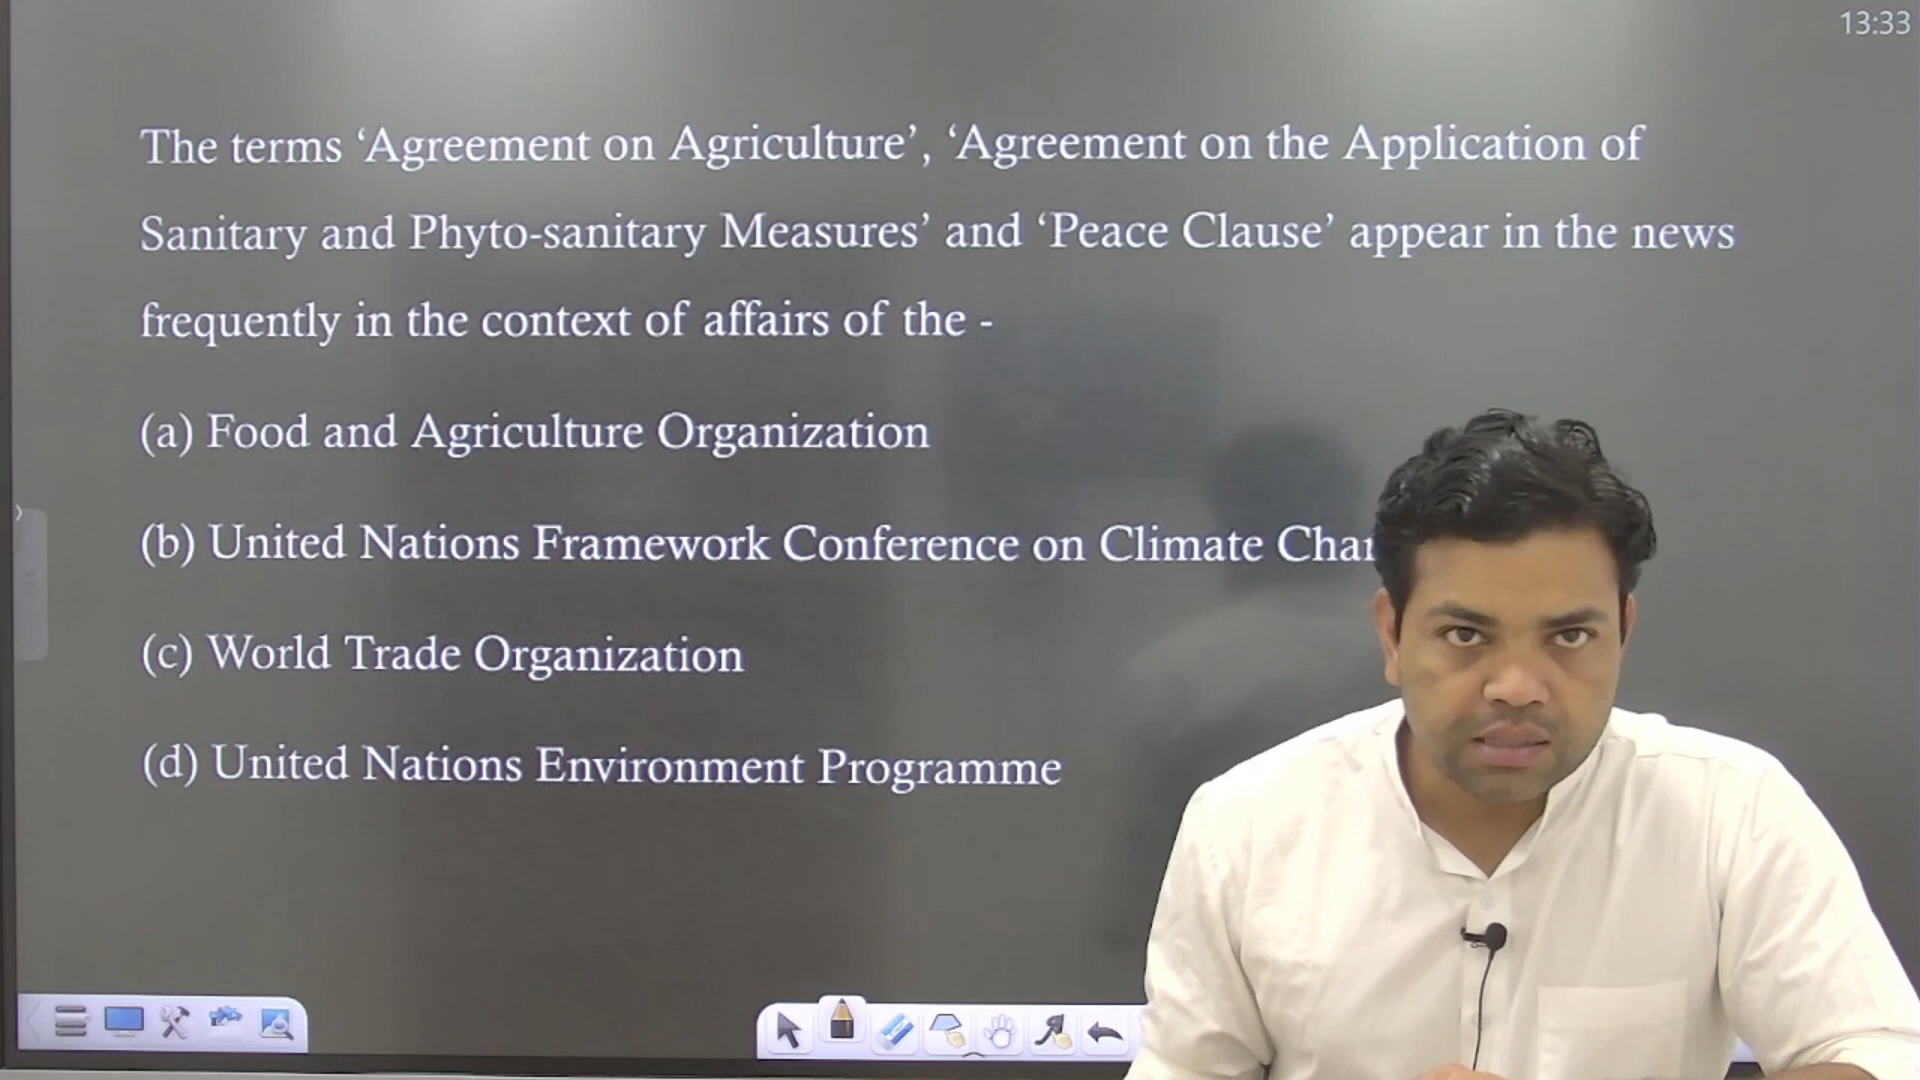 13:33
The terms ‘Agreement on Agriculture’, ‘Agreement on the Application of
Sanitary and Phyto-sanitary Measures’ and ‘Peace Clause’ appear in the news
frequently in the context of affairs of the -
(a) Food and Agriculture Organization
(b) United Nations Framework Conference on Climate
(c) World Trade Organization
(d) United Nations Environment Programme